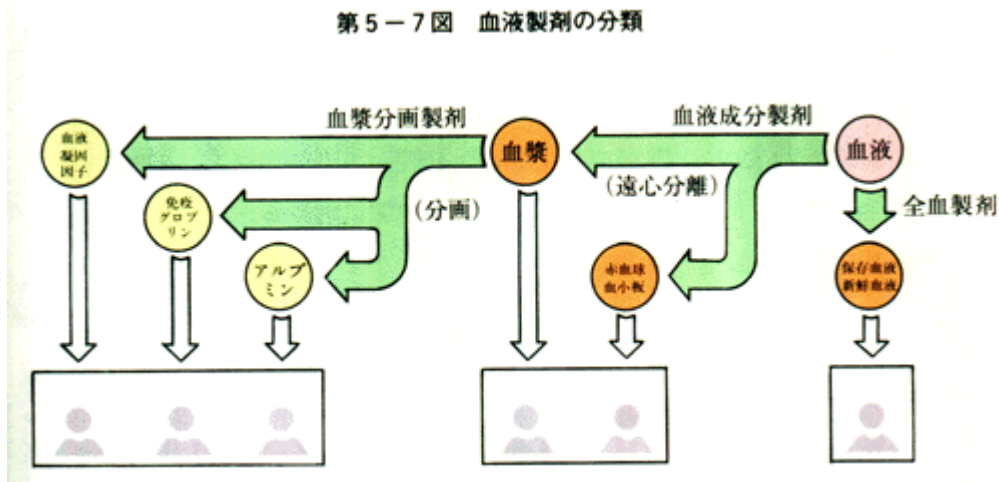 第5－7図 血液製剤の分類
血漿分画製剤
血液成分製剤
血液
凝因
因子
血漿
血液
免疫
グロブ
リン
(分画)
(遠心分離)
全血製剤
アルブ
ミン
赤血球
血小板
保存血液
新鮮血液